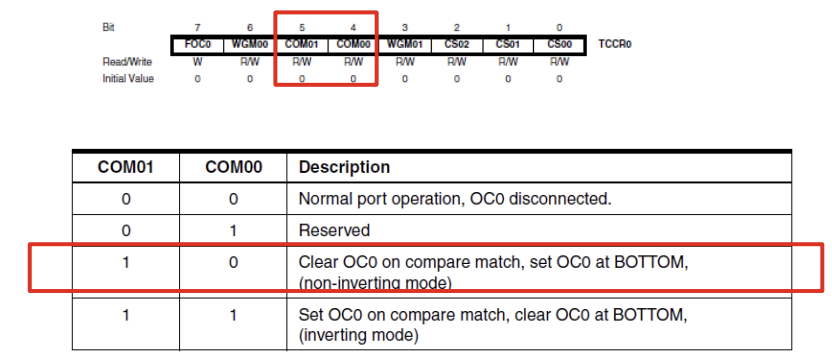 Bit 7 6 5 4 3 2 1 0
FOC0 WGM00 COM01 COM00 WGM01 CS02 CS01 CS00 TCCR0
Read/Write W R/W R/W R/W R/W R/W R/W R/W
Initial Value 0 0 0 0 0 0 0 0
COM01 COM00 Description
0 0 Normal port operation, OC0 disconnected.
0 1 Reserved
1 0 Clear OC0 on compare match, set OC0 at BOTTOM,
(non-inverting mode)
1 1 Set OC0 on compare match, clear OC0 at BOTTOM,
(inverting mode)